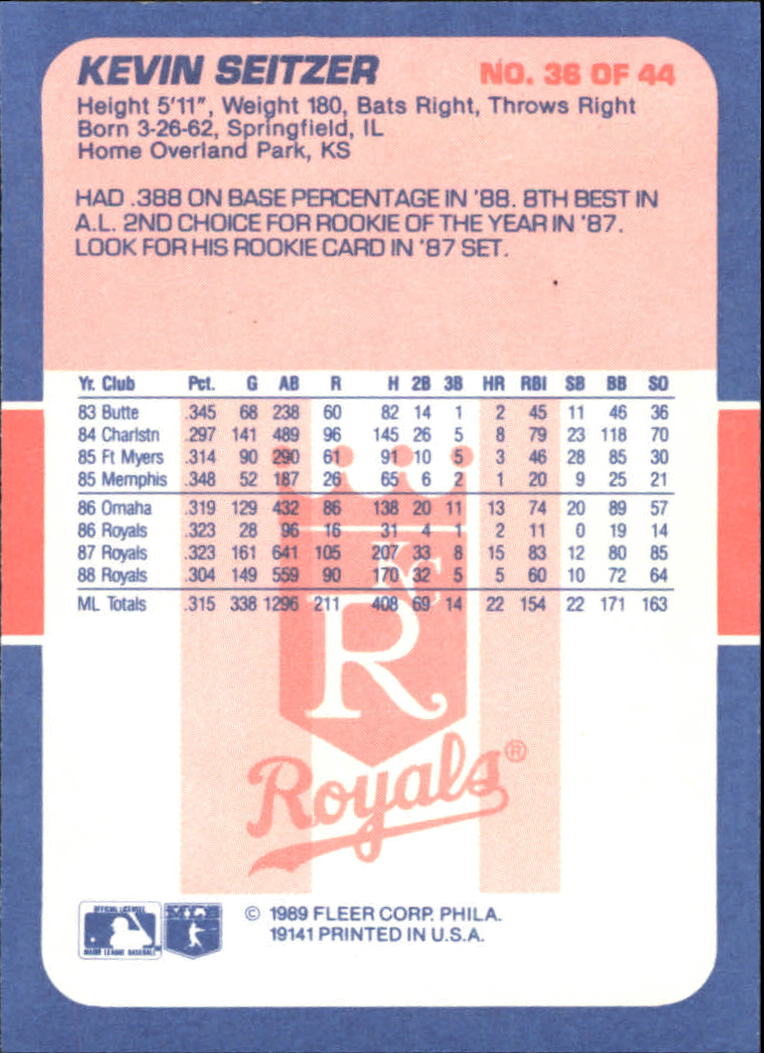 KEVIN SEITZER NO. 36 OF 44
Height 5'11", Weight 180, Bats Right, Throws Right
Born 3-26-62, Springfield, IL
Home Overland Park, KS
HAD .388 ON BASE PERCENTAGE IN '88. 8TH BEST IN
A.L. 2ND CHOICE FOR ROOKIE OF THE YEAR IN '87.
LOOK FOR HIS ROOKIE CARD IN '87 SET.
Yr. Club Pct. G AB R H 2B 3B HR RBI SB BB SO
83 Butte .345 68 238 60 82 14 1 2 45 11 46 36
84 Charlstn .297 141 489 96 145 26 5 8 79 23 118 70
85 Ft Myers .314 90 290 61 91 10 5 3 46 28 85 30
85 Memphis .348 52 187 26 65 6 2 1 20 9 25 21
86 Omaha .319 129 432 86 138 20 11 13 74 20 89 57
86 Royals .323 28 96 16 31 4 1 2 11 0 19 14
87 Royals .323 161 641 105 207 33 8 15 83 12 80 85
88 Royals .304 149 559 90 170 32 5 5 60 10 72 64
ML Totals .315 338 1296 211 408 69 14 22 154 22 171 163
KC
R
Royals®
OFFICIAL LICENSEE
MAJOR LEAGUE BASEBALL
© 1989 FLEER CORP. PHILA.
19141 PRINTED IN U.S.A.